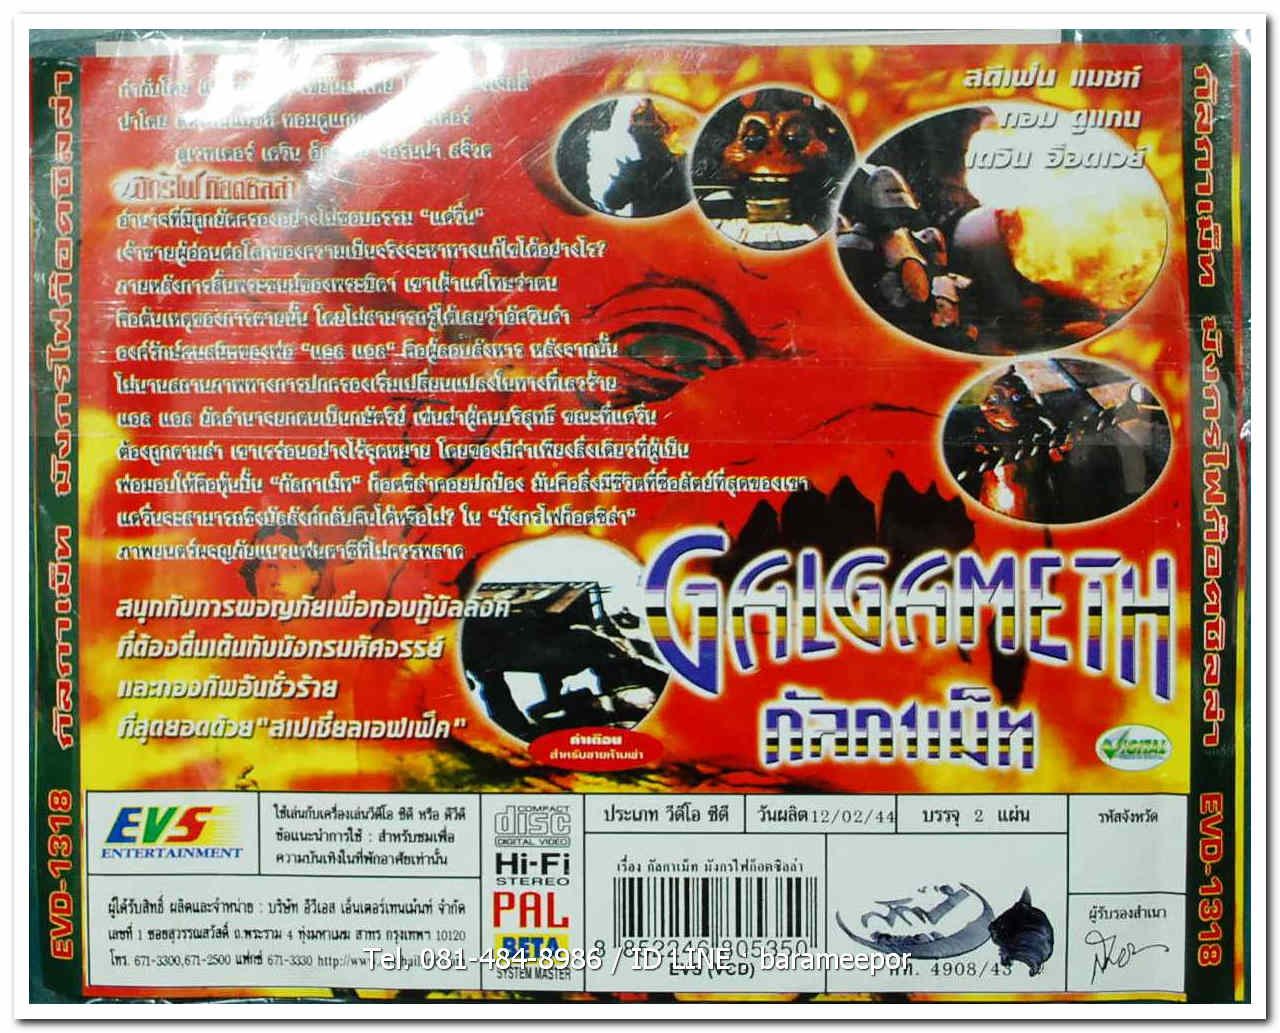 กำกับโดย
นำโดย
สตีเฟ่น แมชท์
ทอม ดูแกน
เดวิน อ๊อดเวย์
มังกรไฟก๊อดซิลล่า
อำนาจที่มีถูกยึดครองอย่างไม่ชอบธรรม "แดวิ่น"
เจ้าชายผู้อ่อนต่อโลกของความเป็นจริงจะหาทางแก้ไขได้อย่างไร?
ภายหลังการสิ้นพระชนม์ของพระบิดา เขาเฝ้าแต่โทษว่าตน
คือต้นเหตุของการตายนั้น โดยไม่สามารถรู้ได้เลยว่าอัศวินดำ
องค์รักษ์คนสนิทของพ่อ "แอล แอล" คือผู้ลอบสังหาร หลังจากนั้น
ไม่นานสถานภาพทางการปกครองเริ่มเปลี่ยนแปลงในทางที่เลวร้าย
แอล แอล ยึดอำนาจยกตนเป็นกษัตริย์ เข่นฆ่าผู้คนบริสุทธิ์ ขณะที่แดวิ่น
ต้องถูกตามล่า เขาเร่ร่อนอย่างไร้จุดหมาย โดยของมีค่าเพียงสิ่งเดียวที่ผู้เป็น
พ่อมอบให้คือหุ่นปั้น "กัลกาเม็ท" ก๊อตซิล่าคอยปกป้อง มันคือสิ่งมีชีวิตที่ซื่อสัตย์ที่สุดของเขา
แดวิ่นจะสามารถชิงบัลลังก์กลับคืนได้หรือไม่? ใน "มังกรไฟก็อตซิล่า"
ภาพยนตร์ผจญภัยแนวแฟนตาซีที่ไม่ควรพลาด
สนุกกับการผจญภัยเพื่อกอบกู้บัลลังค์
ที่ต้องตื่นเต้นกับมังกรมหัศจรรย์
และกองทัพอันชั่วร้าย
ที่สุดยอดด้วย"สเปเชี่ยลเอฟเฟ็ค"
GALGAMETH
กัลกาเม็ท
คำเตือน
สำหรับขายห้ามเช่า
DIGITAL
EVD-1318 กัลกาเม็ท มังกรไฟก๊อดซิลล่า
กัลกาเม็ท มังกรไฟก๊อดซิลล่า EVD-1318
EVS
ENTERTAINMENT
ใช้เล่นกับเครื่องเล่นวีดีโอ ซีดี หรือ ดีวีดี
ข้อแนะนำการใช้ : สำหรับชมเพื่อ
ความบันเทิงในที่พักอาศัยเท่านั้น
ผู้ได้รับสิทธิ์ ผลิตและจำหน่าย : บริษัท อีวีเอส เอ็นเตอร์เทนเม้นท์ จำกัด
เลขที่ 1 ซอยสุวรรณสวัสดิ์ ถ.พระราม 4 ทุ่งมหาเมฆ สาทร กรุงเทพฯ 10120
โทร. 671-3300,671-2500 แฟกซ์ 671-3330 http://www.
COMPACT
disc
DIGITAL VIDEO
Hi-Fi
STEREO
PAL
BETA
SYSTEM MASTER
ประเภท วีดีโอ ซีดี
วันผลิต 12/02/44
บรรจุ 2 แผ่น
รหัสจังหวัด
เรื่อง กัลกาเม็ท มังกรไฟก็อตซิลล่า
8 852246 805350
EVS (VCD)
4908/43
ผู้รับรองสำเนา
Tel. 081-484-8986 / ID LINE : barameepor